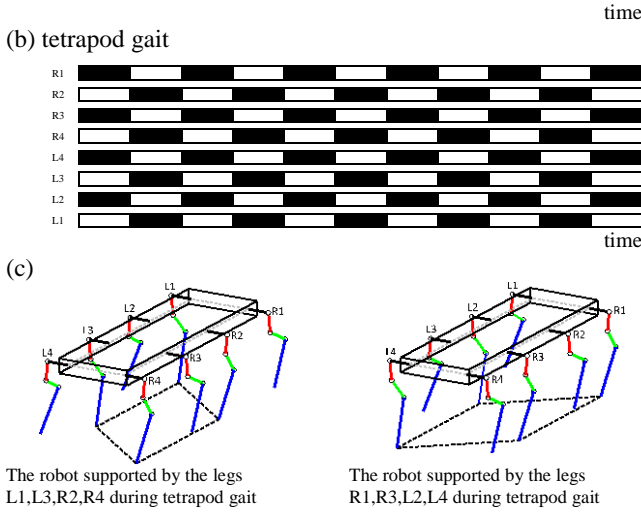 time
(b) tetrapod gait
R1
R2
R3
R4
L4
L3
L2
L1
time
(c)
L1
L2
L3
L4
R1
R2
R3
R4
L1
L2
L3
L4
R1
R2
R3
R4
The robot supported by the legs
L1,L3,R2,R4 during tetrapod gait
The robot supported by the legs
R1,R3,L2,L4 during tetrapod gait